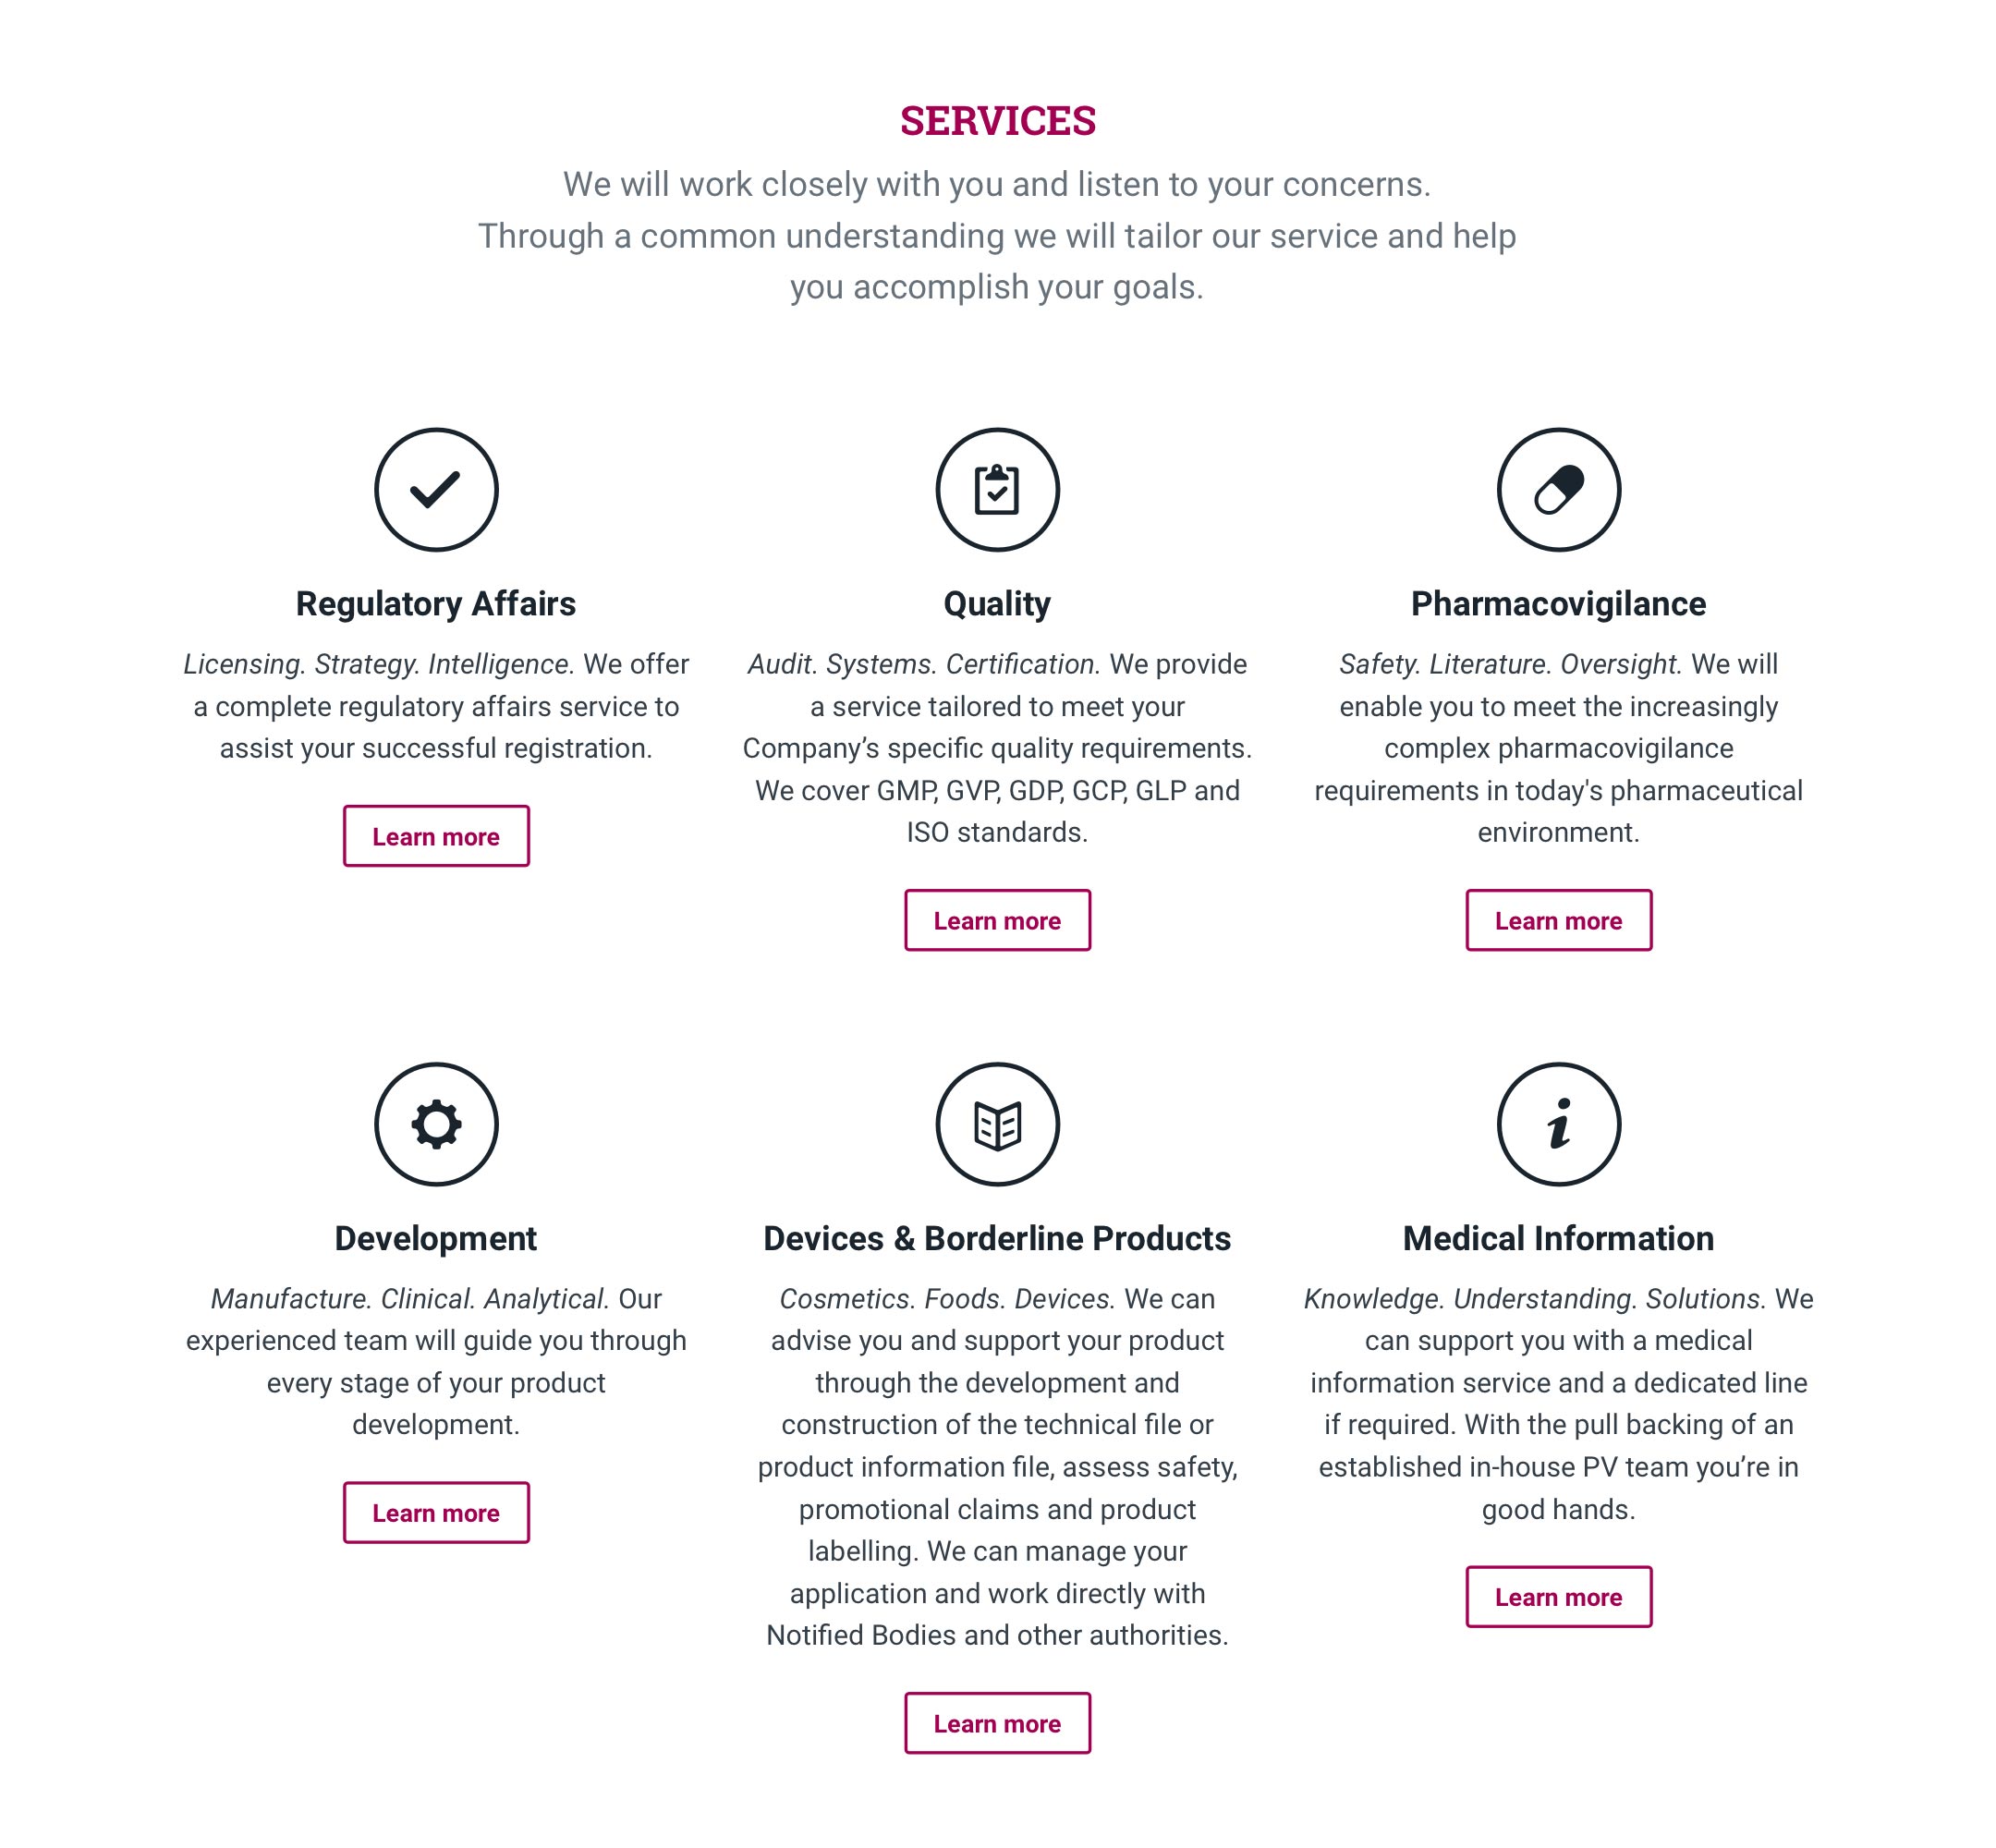 SERVICES
We will work closely with you and listen to your concerns.
Through a common understanding we will tailor our service and help
you accomplish your goals.
Regulatory Affairs
Licensing. Strategy. Intelligence. We offer
a complete regulatory affairs service to
assist your successful registration.
Learn more
Quality
Audit. Systems. Certification. We provide
a service tailored to meet your
Company’s specific quality requirements.
We cover GMP, GVP, GDP, GCP, GLP and
ISO standards.
Learn more
Pharmacovigilance
Safety. Literature. Oversight. We will
enable you to meet the increasingly
complex pharmacovigilance
requirements in today's pharmaceutical
environment.
Learn more
Development
Manufacture. Clinical. Analytical. Our
experienced team will guide you through
every stage of your product
development.
Learn more
Devices & Borderline Products
Cosmetics. Foods. Devices. We can
advise you and support your product
through the development and
construction of the technical file or
product information file, assess safety,
promotional claims and product
labelling. We can manage your
application and work directly with
Notified Bodies and other authorities.
Learn more
Medical Information
Knowledge. Understanding. Solutions. We
can support you with a medical
information service and a dedicated line
if required. With the pull backing of an
established in-house PV team you’re in
good hands.
Learn more